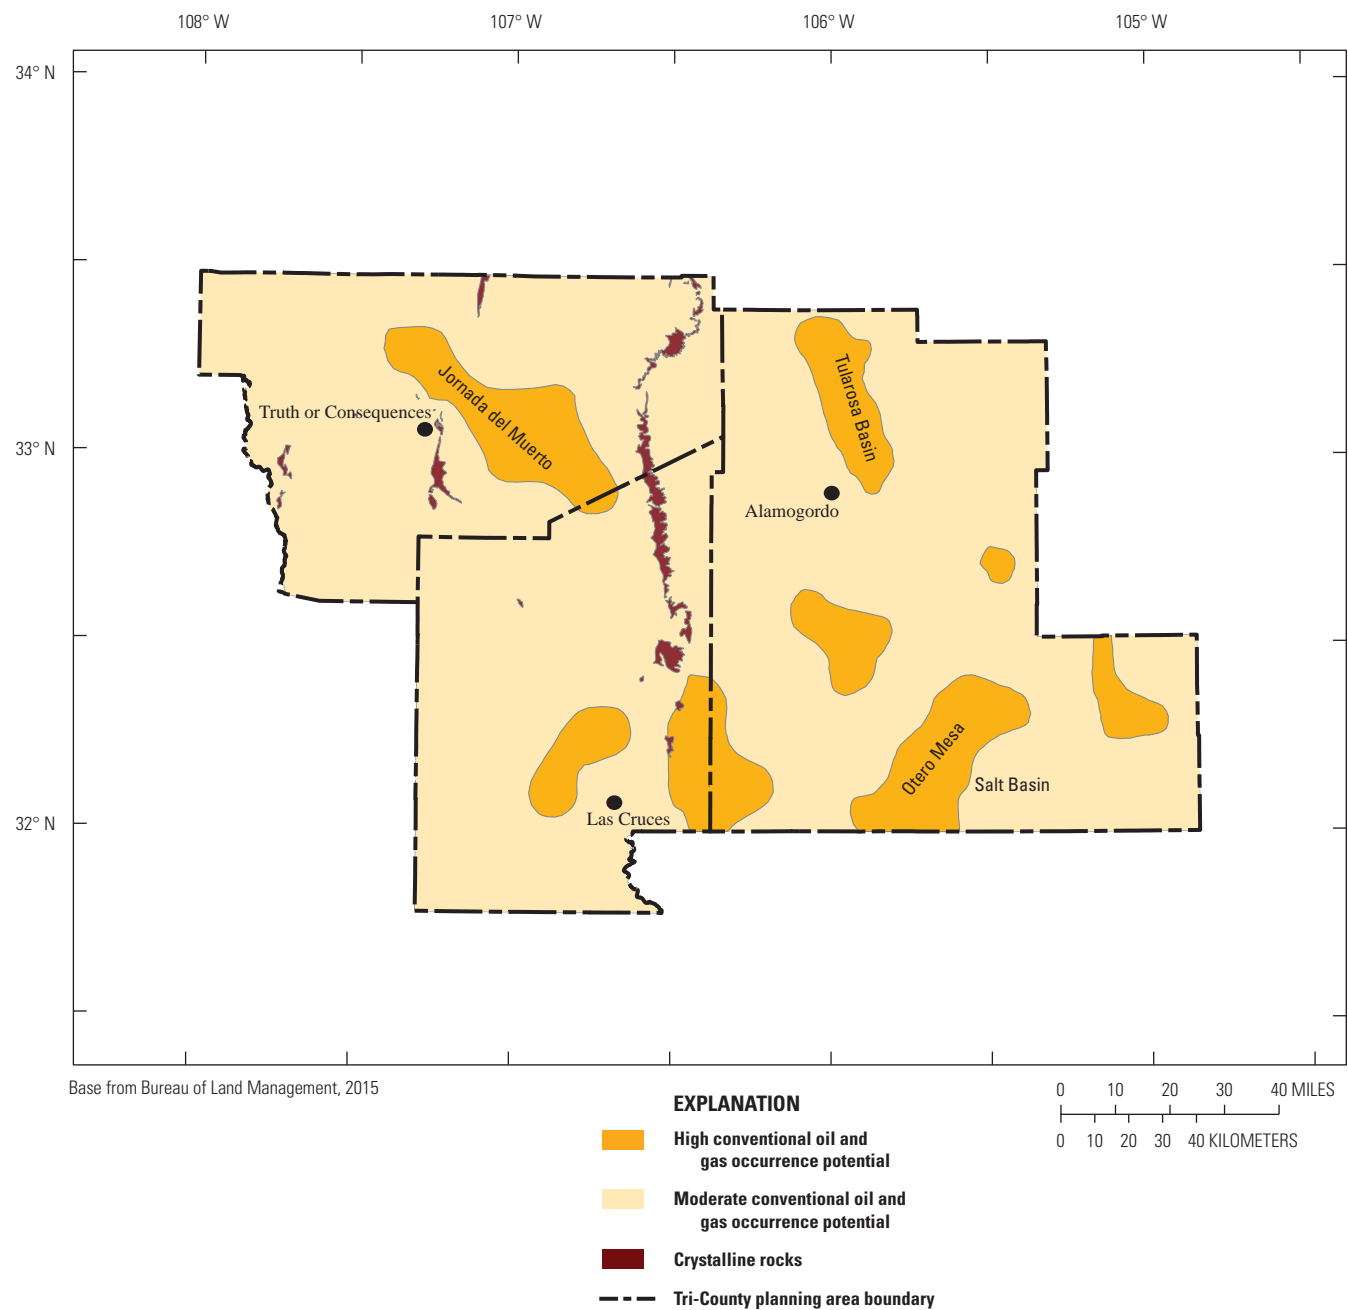 108° W 107° W 106° W 105° W
34° N
33° N
32° N
Jornada del Muerto
Tularosa Basin
Truth or Consequences
Alamogordo
Otero Mesa
Salt Basin
Las Cruces
Base from Bureau of Land Management, 2015
0 10 20 30 40 MILES
0 10 20 30 40 KILOMETERS
EXPLANATION
High conventional oil and
gas occurrence potential
Moderate conventional oil and
gas occurrence potential
Crystalline rocks
Tri-County planning area boundary